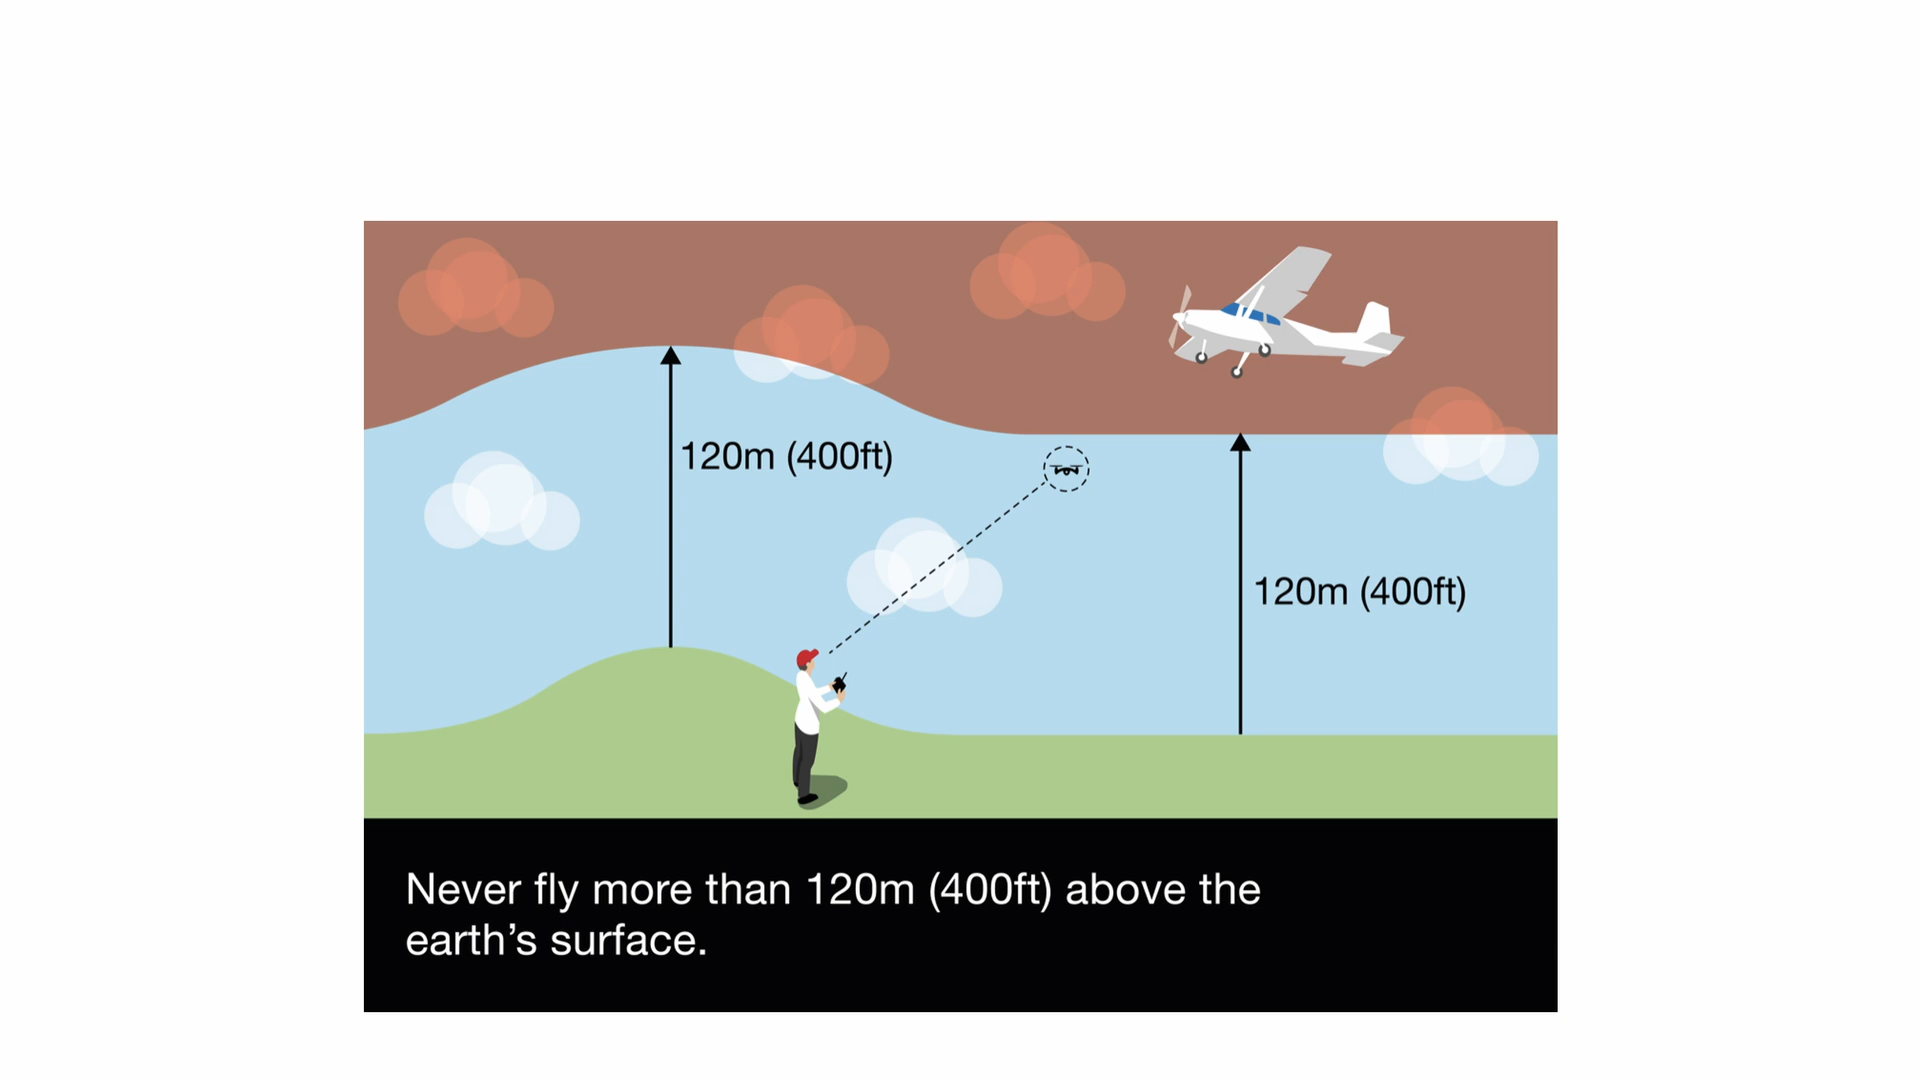 120m (400ft)
120m (400ft)
Never fly more than 120m (400ft) above the
earth’s surface.